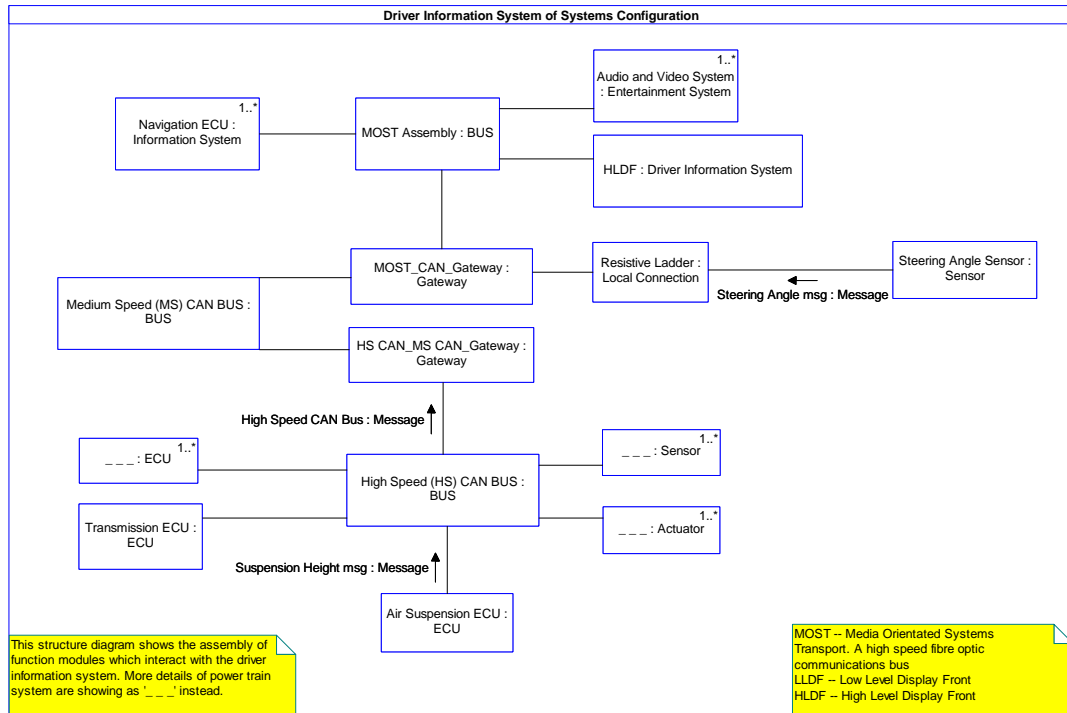 Driver Information System of Systems Configuration
1..*
Audio and Video System
: Entertainment System
1..*
Navigation ECU :
Information System
MOST Assembly : BUS
HLDF : Driver Information System
MOST_CAN_Gateway :
Gateway
Resistive Ladder :
Local Connection
Steering Angle Sensor :
Sensor
Steering Angle msg : Message
Medium Speed (MS) CAN BUS :
BUS
HS CAN_MS CAN_Gateway :
Gateway
High Speed CAN Bus : Message
1..*
_ _ _ : ECU
1..*
_ _ _ : Sensor
High Speed (HS) CAN BUS :
BUS
Transmission ECU :
ECU
1..*
_ _ _ : Actuator
Suspension Height msg : Message
Air Suspension ECU :
ECU
This structure diagram shows the assembly of
function modules which interact with the driver
information system. More details of power train
system are showing as '_ _ _' instead.
MOST -- Media Orientated Systems
Transport. A high speed fibre optic
communications bus
LLDF -- Low Level Display Front
HLDF -- High Level Display Front